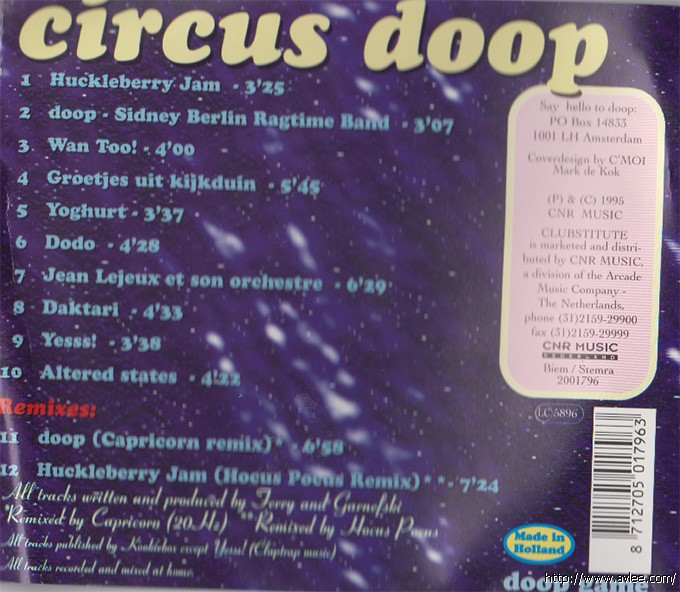 circus doop
1 Huckleberry Jam - 3'25
2 doop - Sidney Berlin Ragtime Band - 3'07
3 Wan Too! - 4'00
4 Groetjes uit kijkduin - 5'45
5 Yoghurt - 3'37
6 Dodo - 4'28
7 Jean Lejeux et son orchestre - 6'29
8 Daktari - 4'33
9 Yesss! - 3'38
10 Altered states - 4'22
Remixes:
11 doop (Capricorn remix)* - 6'58
12 Huckleberry Jam (Hocus Pocus Remix)** - 7'24
All tracks written and produced by Ferry and Garnefski
*Remixed by Capricorn (20Hz) **Remixed by Hocus Pocus
All tracks published by Kookiebox except Yesss! (Claptrap music)
All tracks recorded and mixed at home
Say hello to doop:
PO Box 14833
1001 LH Amsterdam
Coverdesign by C'MOI
Mark de Kok
(P) & (C) 1995
CNR MUSIC
CLUBSTITUTE
is marketed and distri-
buted by CNR MUSIC,
a division of the Arcade
Music Company -
The Netherlands,
phone (31)2159-29900
fax (31)2159-29999
CNR MUSIC
NEDERLAND
Biem / Stemra
2001796
LC 5896
8 712705 017963
Made in
Holland
doop game
http://www.avlee.com/